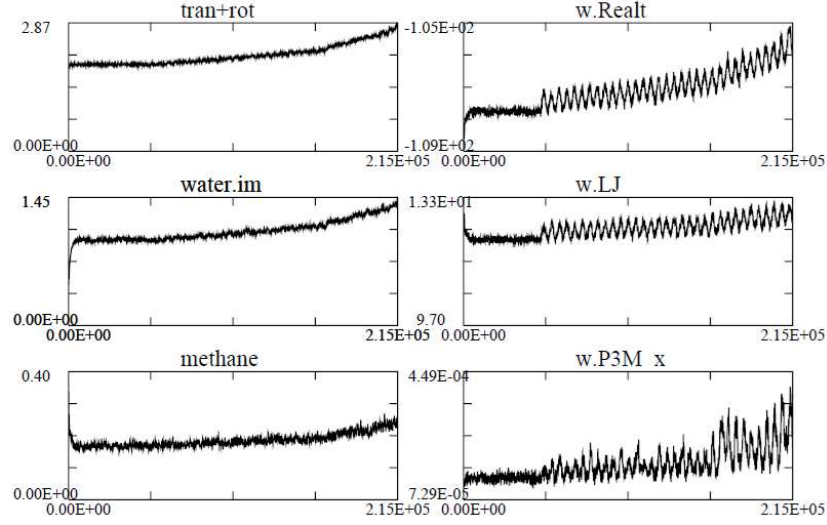 tran+rot
2.87
0.00E+00
0.00E+00 2.15E+05
w.Realt
-1.05E+02
-1.09E+02
0.00E+00 2.15E+05
water.im
1.45
0.00E+00
0.00E+00 2.15E+05
w.LJ
1.33E+01
9.70
0.00E+00 2.15E+05
methane
0.40
0.00E+00
0.00E+00 2.15E+05
w.P3M x
4.49E-04
7.29E-05
0.00E+00 2.15E+05